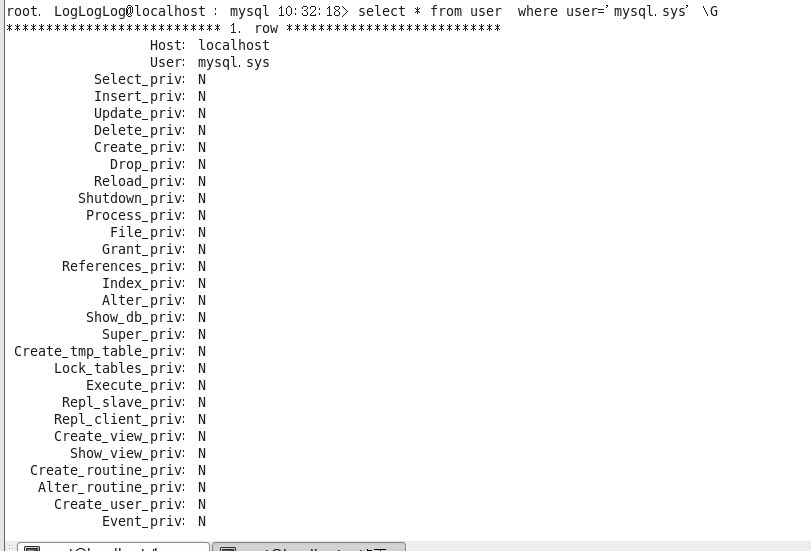 root. LogLogLog@localhost : mysql 10:32:18> select * from user  where user='mysql.sys' \G
*************************** 1. row ***************************
Host: localhost
User: mysql.sys
Select_priv: N
Insert_priv: N
Update_priv: N
Delete_priv: N
Create_priv: N
Drop_priv: N
Reload_priv: N
Shutdown_priv: N
Process_priv: N
File_priv: N
Grant_priv: N
References_priv: N
Index_priv: N
Alter_priv: N
Show_db_priv: N
Super_priv: N
Create_tmp_table_priv: N
Lock_tables_priv: N
Execute_priv: N
Repl_slave_priv: N
Repl_client_priv: N
Create_view_priv: N
Show_view_priv: N
Create_routine_priv: N
Alter_routine_priv: N
Create_user_priv: N
Event_priv: N